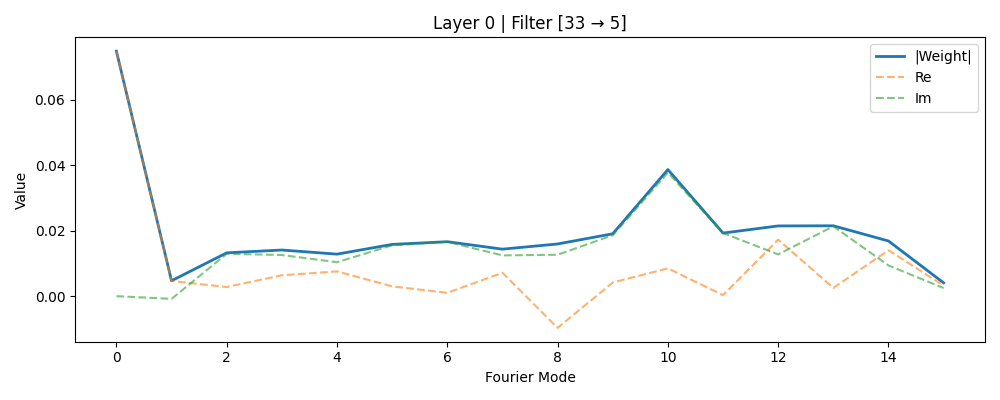 Layer 0 | Filter [33 → 5]
|Weight|
Re
Im
Value
0.06
0.04
0.02
0.00
0 2 4 6 8 10 12 14
Fourier Mode